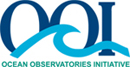 OOI
OCEAN OBSERVATORIES INITIATIVE